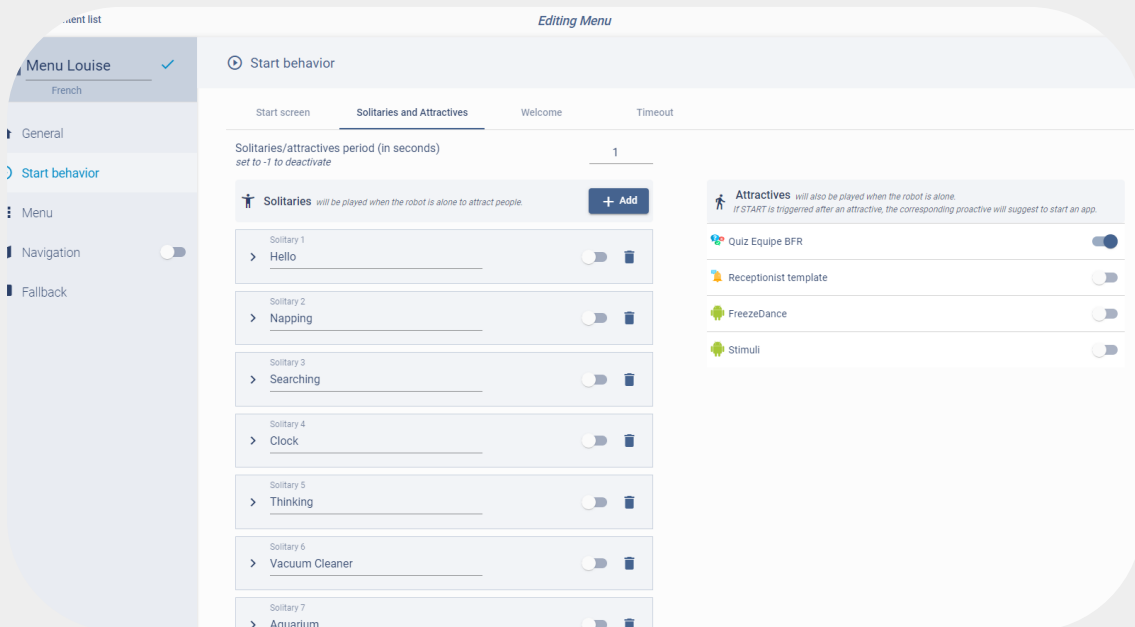 list
Editing Menu
Menu Louise
French
General
Start behavior
Menu
Navigation
Fallback
Start behavior
Start screen
Solitaries and Attractives
Welcome
Timeout
Solitaries/attractives period (in seconds)
set to -1 to deactivate
1
Solitaries will be played when the robot is alone to attract people.
+ Add
Solitary 1
Hello
Solitary 2
Napping
Solitary 3
Searching
Solitary 4
Clock
Solitary 5
Thinking
Solitary 6
Vacuum Cleaner
Solitary 7
Aquarium
Attractives will also be played when the robot is alone.
If START is triggered after an attractive, the corresponding proactive will suggest to start an app.
Quiz Equipe BFR
Receptionist template
FreezeDance
Stimuli